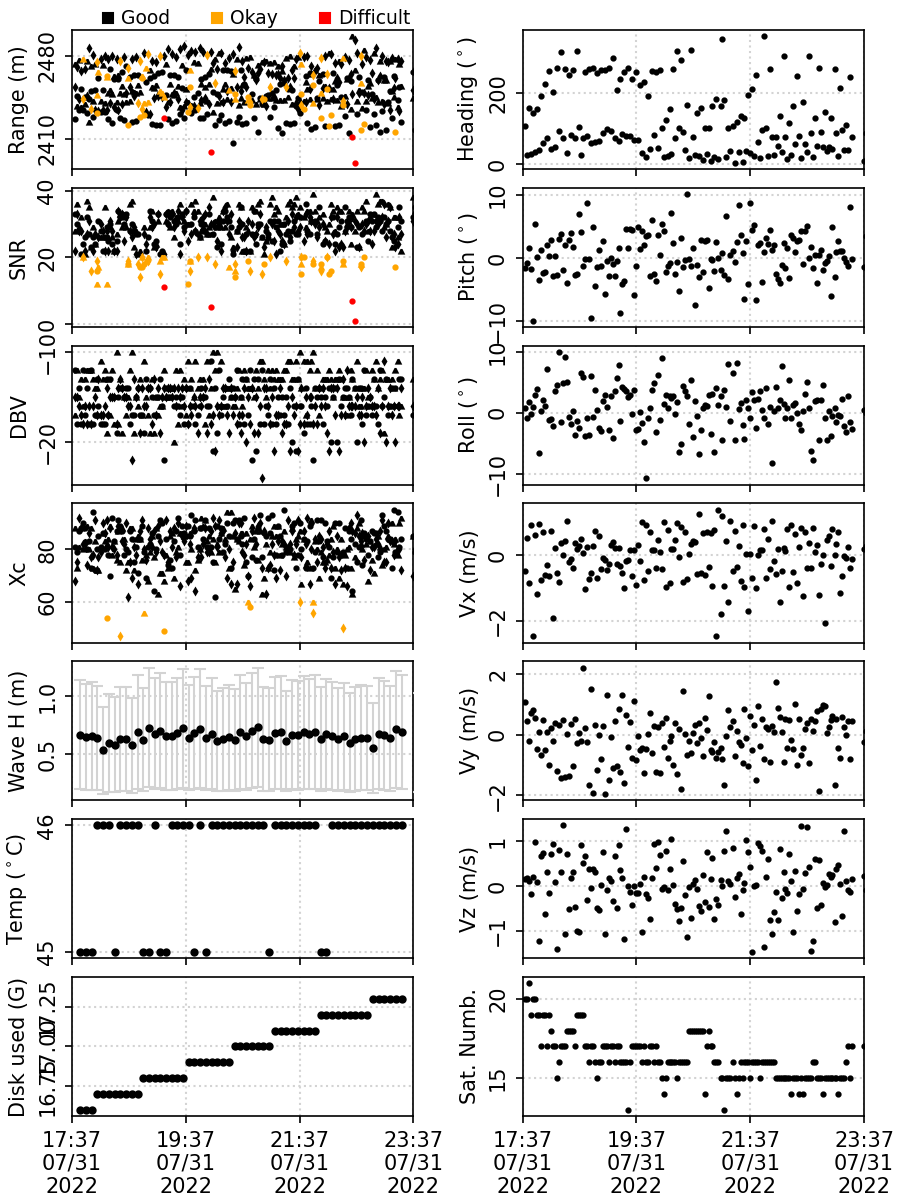 Good Okay Difficult
Range (m)
2480
2410
Heading (°)
200
0
SNR
40
20
00
Pitch (°)
10
0
−10
DBV
−10
−20
Roll (°)
10
0
−10
Xc
80
60
Vx (m/s)
0
−2
Wave H (m)
1.0
0.5
Vy (m/s)
2
0
−2
Temp (°C)
46
45
Vz (m/s)
1
0
−1
Disk used (G)
17.25
17.00
16.75
Sat. Numb.
20
15
17:37 19:37 21:37 23:37
07/31 07/31 07/31 07/31
2022 2022 2022 2022
17:37 19:37 21:37 23:37
07/31 07/31 07/31 07/31
2022 2022 2022 2022